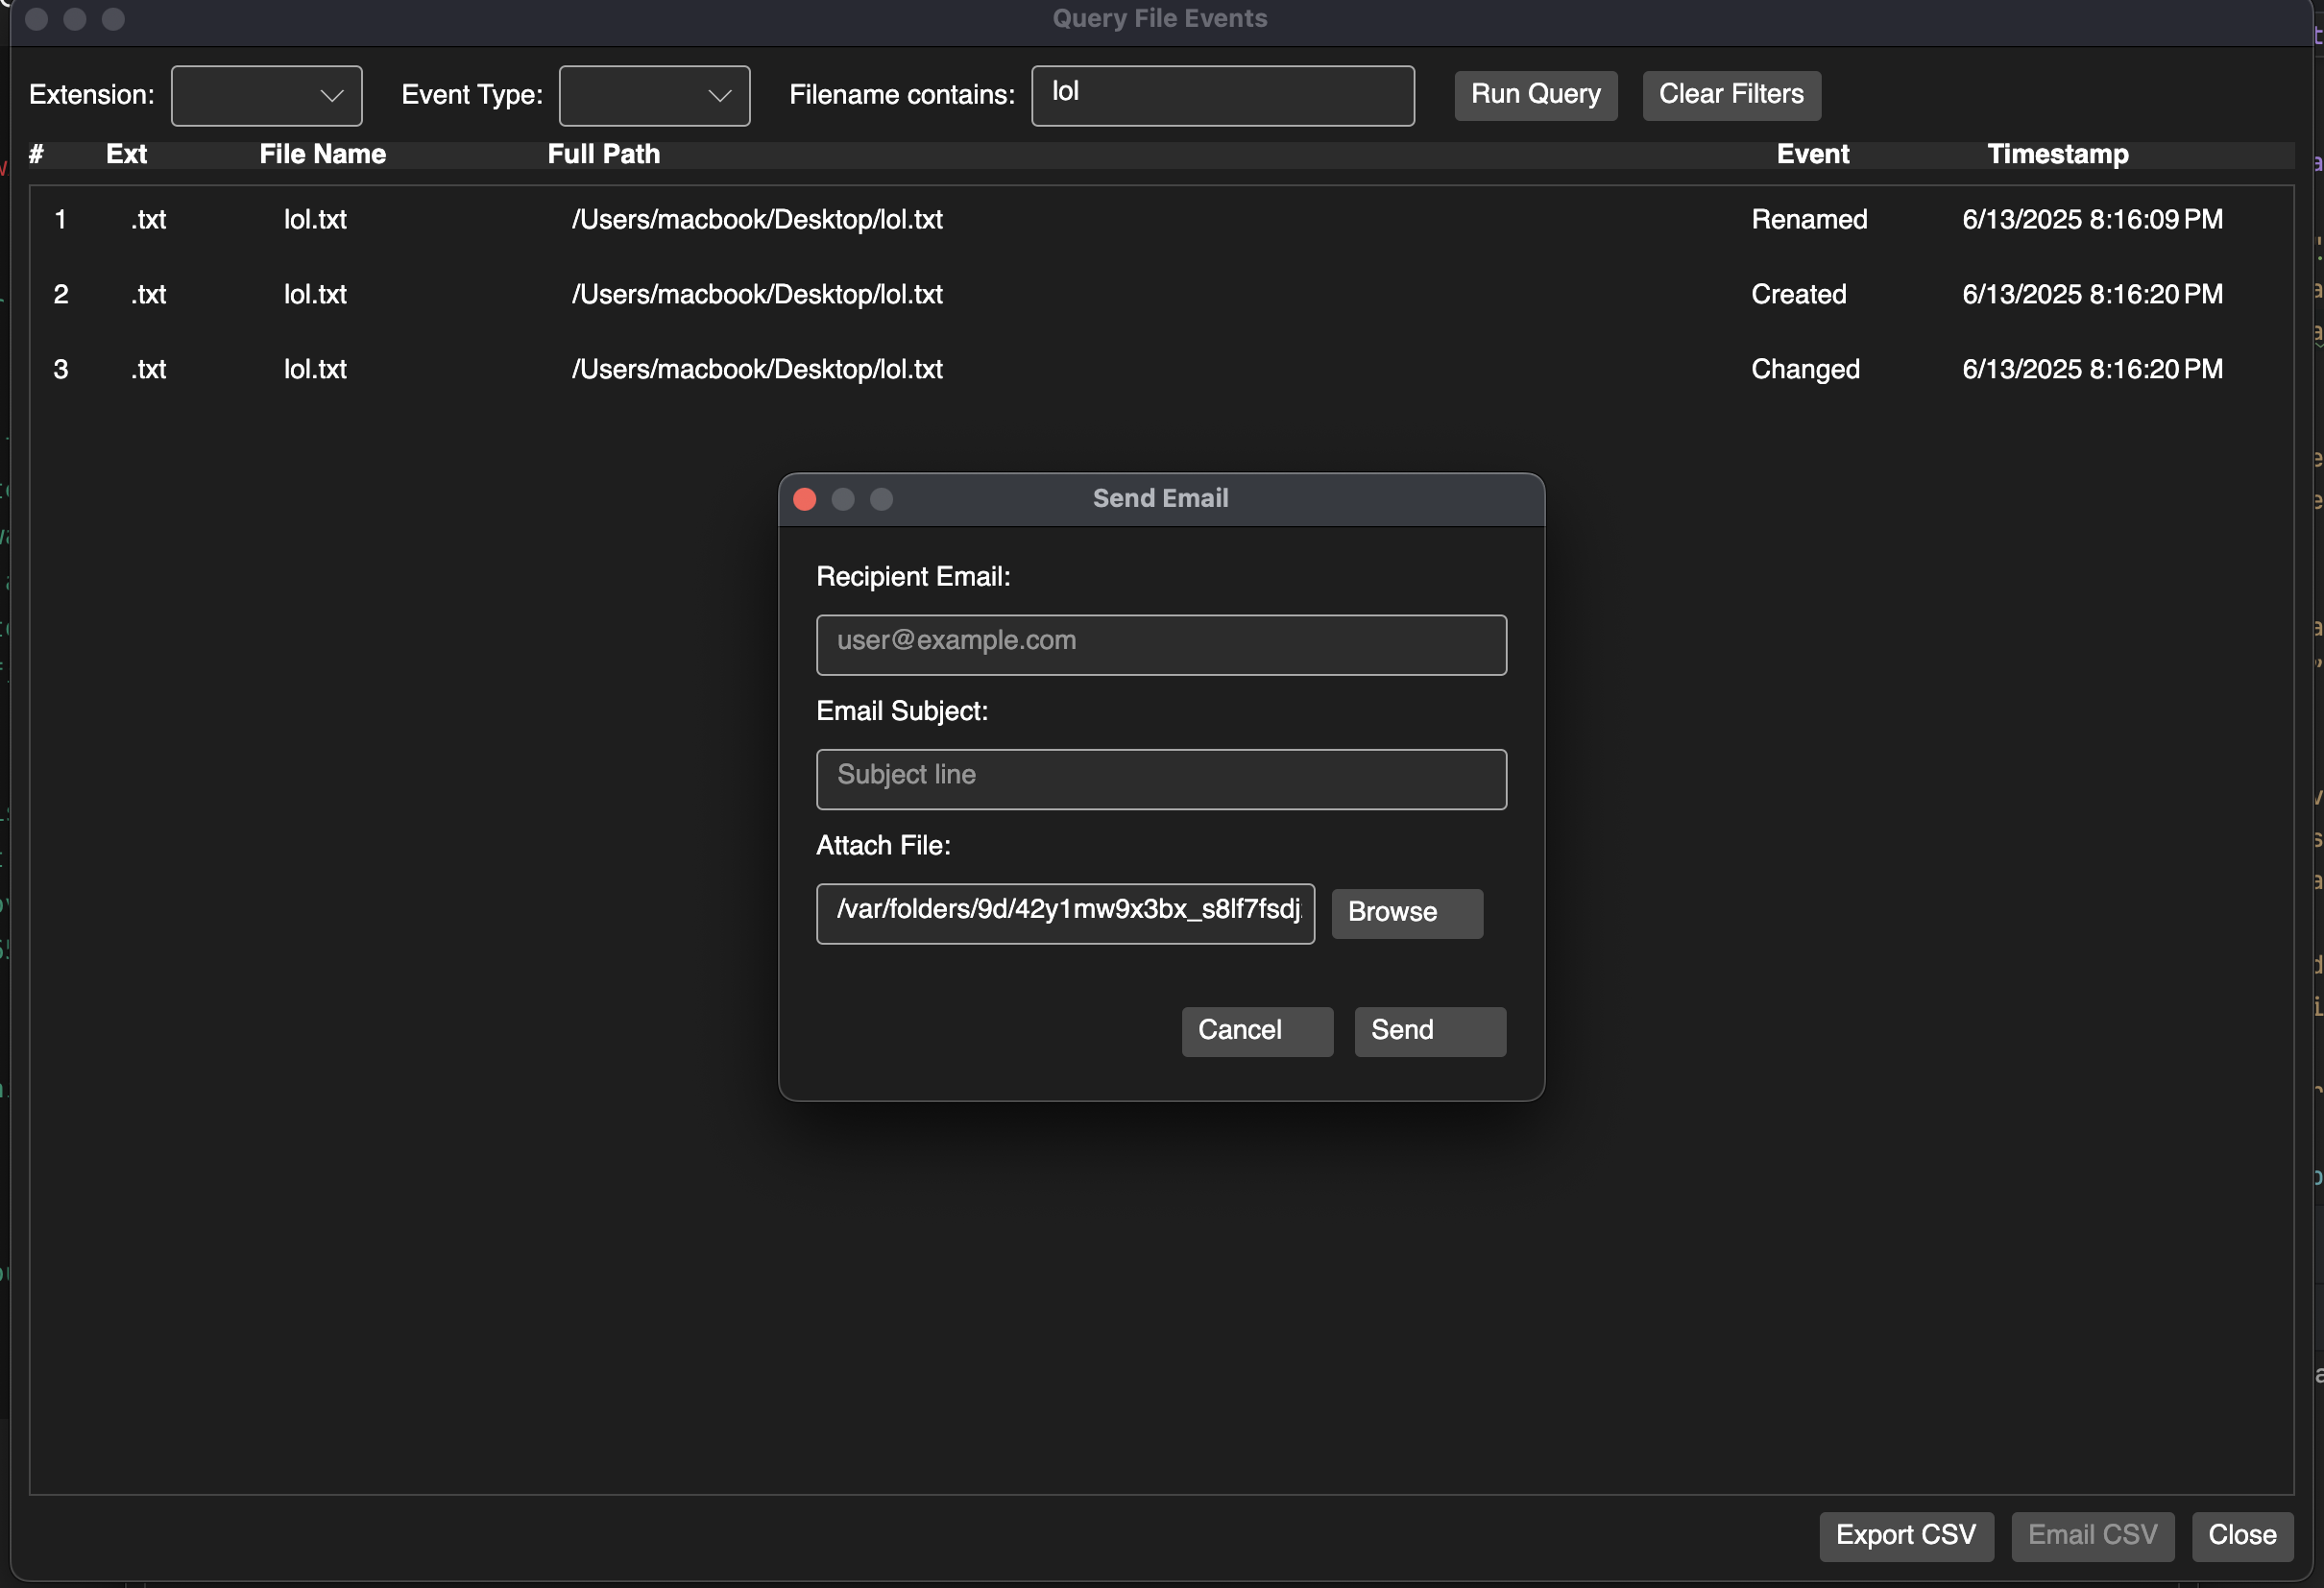 Query File Events
Extension: Event Type: Filename contains: lol Run Query Clear Filters
# Ext File Name Full Path Event Timestamp
1 .txt lol.txt /Users/macbook/Desktop/lol.txt Renamed 6/13/2025 8:16:09 PM
2 .txt lol.txt /Users/macbook/Desktop/lol.txt Created 6/13/2025 8:16:20 PM
3 .txt lol.txt /Users/macbook/Desktop/lol.txt Changed 6/13/2025 8:16:20 PM
Send Email
Recipient Email:
user@example.com
Email Subject:
Subject line
Attach File:
/var/folders/9d/42y1mw9x3bx_s8lf7fsdj Browse
Cancel Send
Export CSV Email CSV Close